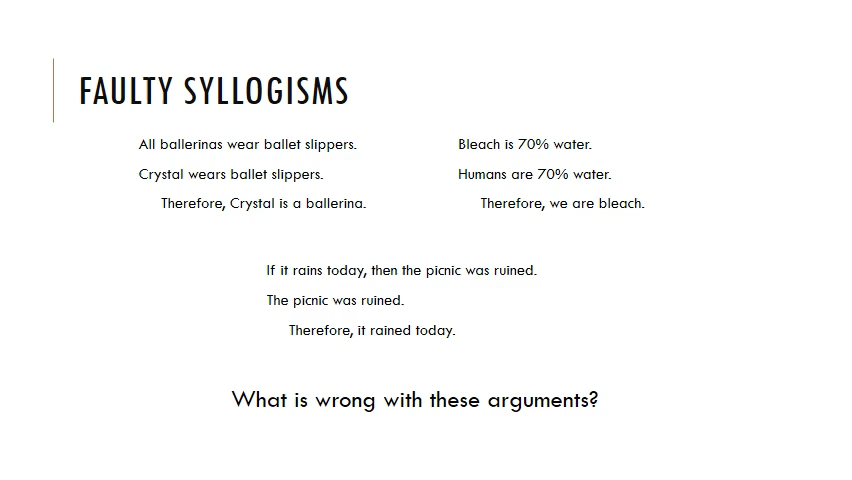 FAULTY SYLLOGISMS
All ballerinas wear ballet slippers.
Crystal wears ballet slippers.
Therefore, Crystal is a ballerina.
Bleach is 70% water.
Humans are 70% water.
Therefore, we are bleach.
If it rains today, then the picnic was ruined.
The picnic was ruined.
Therefore, it rained today.
What is wrong with these arguments?